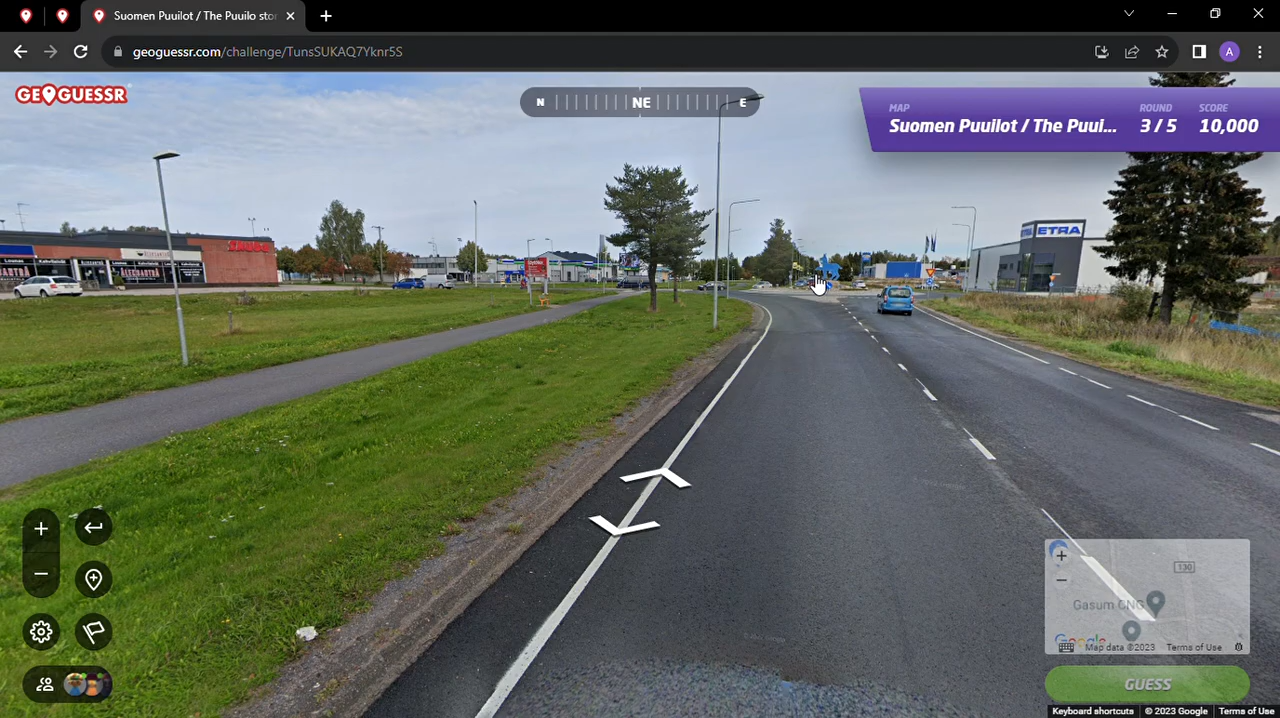 Suomen Puuilot / The Puuilo sto
geoguessr.com/challenge/TunsSUKAQ7Yknr5S
A
GEOGUESSR
N NE E
MAP ROUND SCORE
Suomen Puuilot / The Puui... 3 / 5 10,000
ETRA
130
Gasum CNG
Google
Map data ©2023 Terms of Use
GUESS
Keyboard shortcuts © 2023 Google Terms of Use